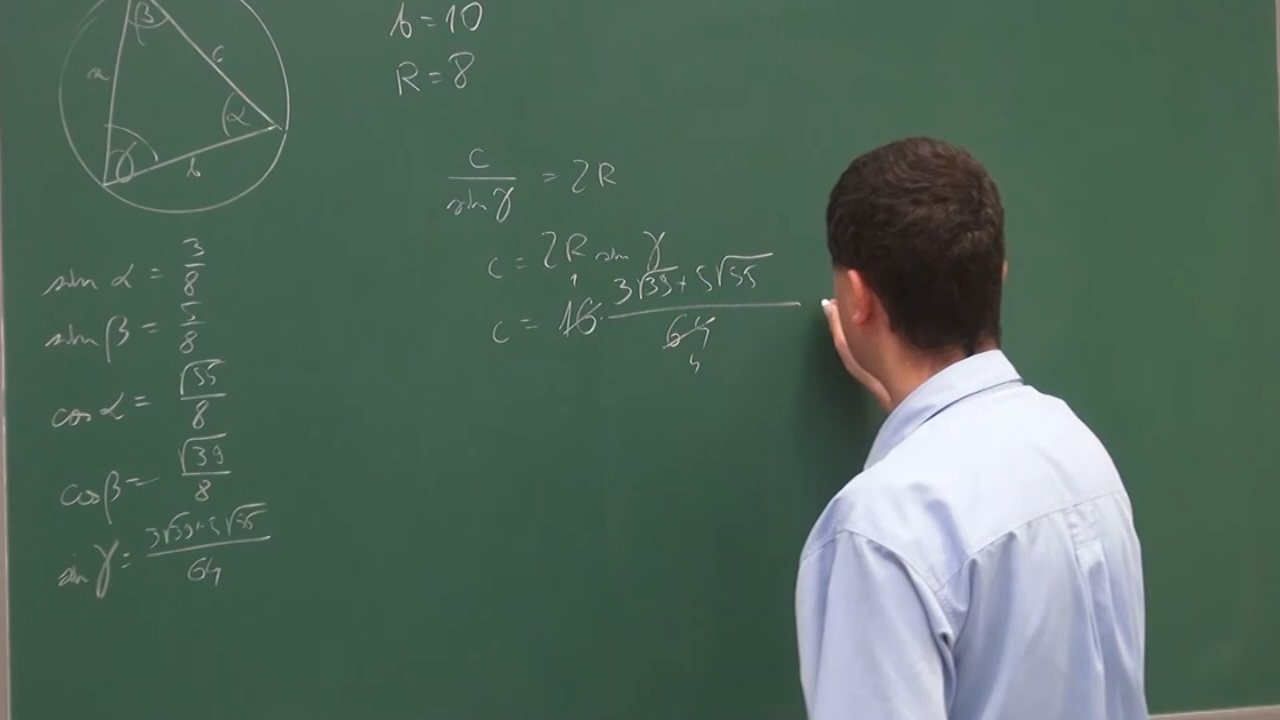 β
a
c
α
γ
b
b = 10
R = 8
c / sin γ = 2R
c = 2R sin γ
c = 16 · (3√39 + 5√55) / 64
1
4
sin α = 3/8
sin β = 5/8
cos α = √55/8
cos β = √39/8
sin γ = (3√39 + 5√55) / 64